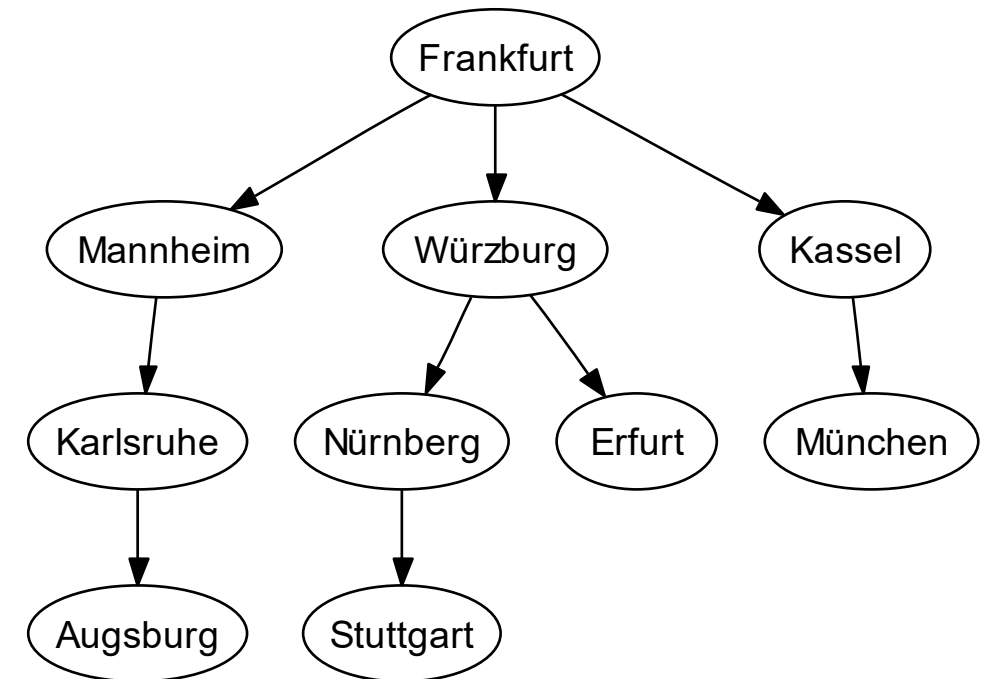 Frankfurt
Mannheim
Würzburg
Kassel
Karlsruhe
Nürnberg
Erfurt
München
Augsburg
Stuttgart